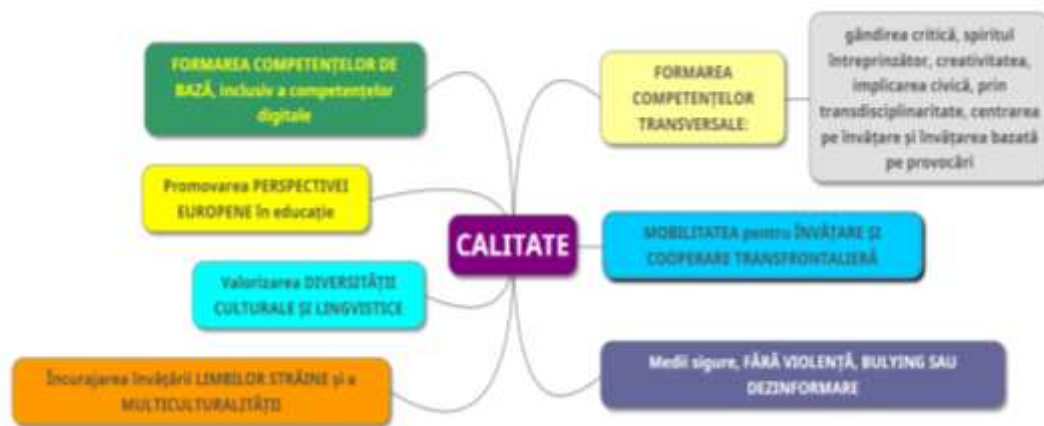 FORMAREA COMPETENȚELOR DE
BAZĂ, inclusiv a competențelor
digitale
Promovarea PERSPECTIVEI
EUROPENE în educație
Valorizarea DIVERSITĂȚII
CULTURALE ȘI LINGVISTICE
Încurajarea învățării LIMBILOR STRĂINE și a
MULTICULTURALITĂȚII
CALITATE
FORMAREA
COMPETENȚELOR
TRANSVERSALE:
gândirea critică, spiritul
întreprinzător, creativitatea,
implicarea civică, prin
transdisciplinaritate, centrarea
pe învățare și învățarea bazată
pe provocări
MOBILITATEA pentru ÎNVĂȚARE ȘI
COOPERARE TRANSFRONTALIERĂ
Medii sigure, FĂRĂ VIOLENȚĂ, BULYING SAU
DEZINFORMARE